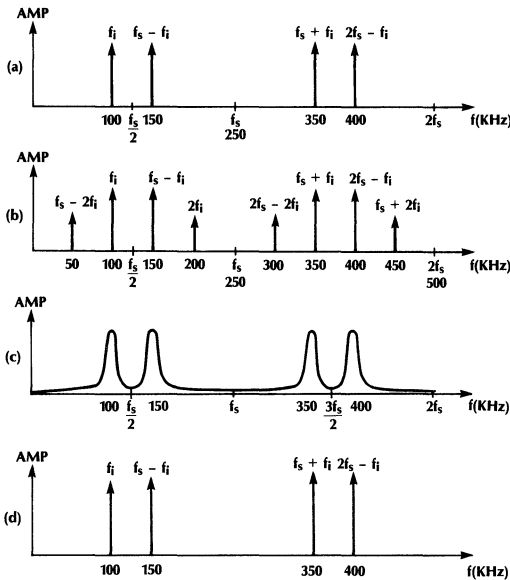 AMP
fi fs − fi fs + fi 2fs − fi
(a)
100 fs/2 150 fs 250 350 400 2fs f(KHz)
AMP
fs − 2fi fi fs − fi 2fi 2fs − 2fi fs + fi 2fs − fi fs + 2fi
(b)
50 100 fs/2 150 200 fs 250 300 350 400 450 2fs 500 f(KHz)
AMP
(c)
100 fs/2 150 fs 350 3fs/2 400 2fs f(KHz)
AMP
fi fs − fi fs + fi 2fs − fi
(d)
100 150 350 400 f(KHz)